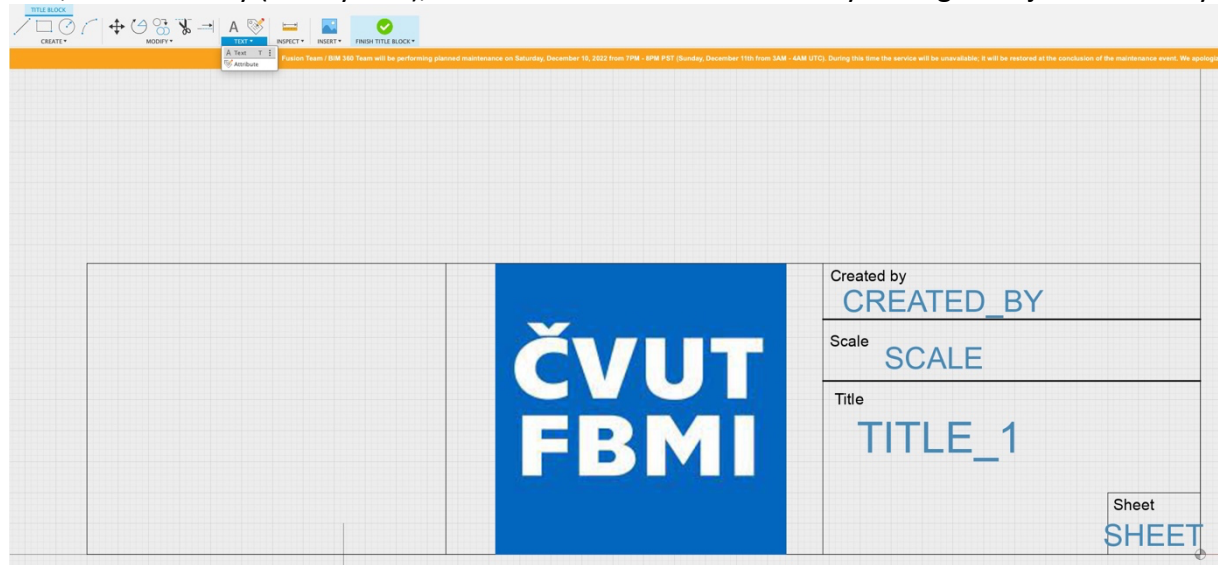 TITLE BLOCK
CREATE▾ MODIFY▾ TEXT▾ INSPECT▾ INSERT▾ FINISH TITLE BLOCK▾
A Text T
Attribute
Fusion Team / BIM 360 Team will be performing planned maintenance on Saturday, December 10, 2022 from 7PM - 8PM PST (Sunday, December 11th from 3AM - 4AM UTC). During this time the service will be unavailable; it will be restored at the conclusion of the maintenance event. We apologi
Created by
CREATED_BY
Scale
SCALE
Title
TITLE_1
ČVUT
FBMI
Sheet
SHEET